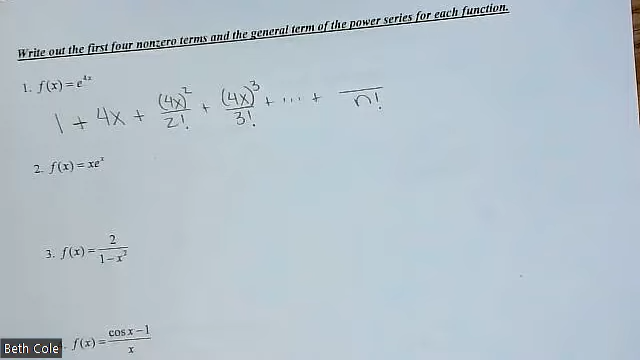 Write out the first four nonzero terms and the general term of the power series for each function.
1. f(x) = e^{4x}
1 + 4x + (4x)^2/2! + (4x)^3/3! + ... + —/n!
2. f(x) = xe^x
3. f(x) = 2/(1-x^2)
f(x) = (cos x - 1)/x
Beth Cole